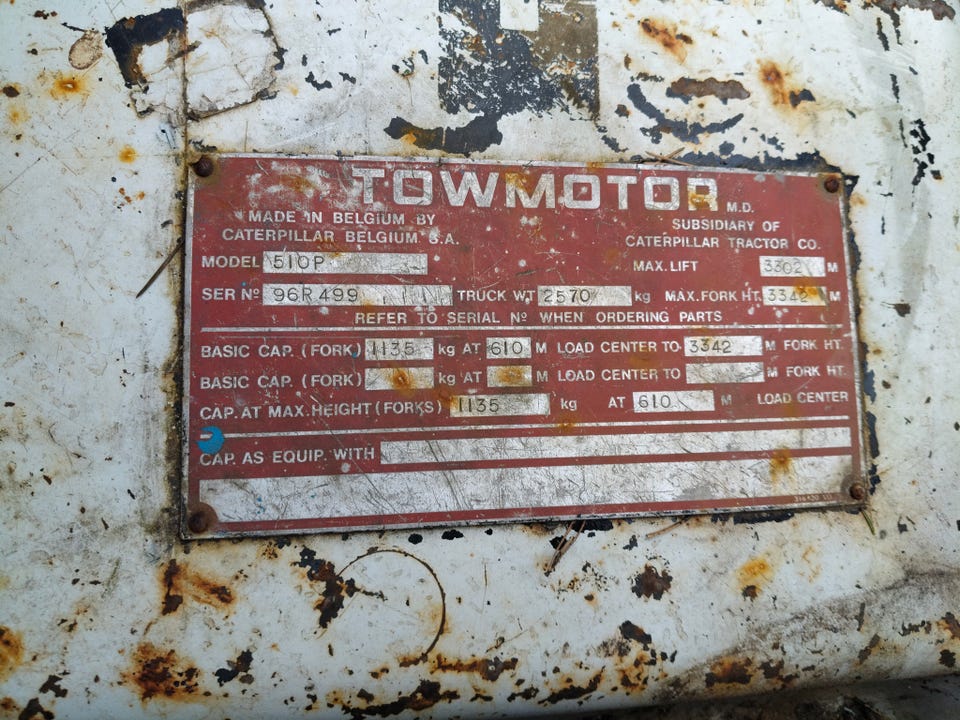 TOWMOTOR M.D.
MADE IN BELGIUM BY
CATERPILLAR BELGIUM S.A.
SUBSIDIARY OF
CATERPILLAR TRACTOR CO.
MODEL 510P MAX. LIFT 3302 M
SER Nº 96R499 TRUCK WT 2570 kg MAX. FORK HT. 3342 M
REFER TO SERIAL Nº WHEN ORDERING PARTS
BASIC CAP. (FORK) 1135 kg AT 610 M LOAD CENTER TO 3342 M FORK HT.
BASIC CAP. (FORK) kg AT M LOAD CENTER TO M FORK HT.
CAP. AT MAX. HEIGHT (FORKS) 1135 kg AT 610 M LOAD CENTER
CAP. AS EQUIP. WITH